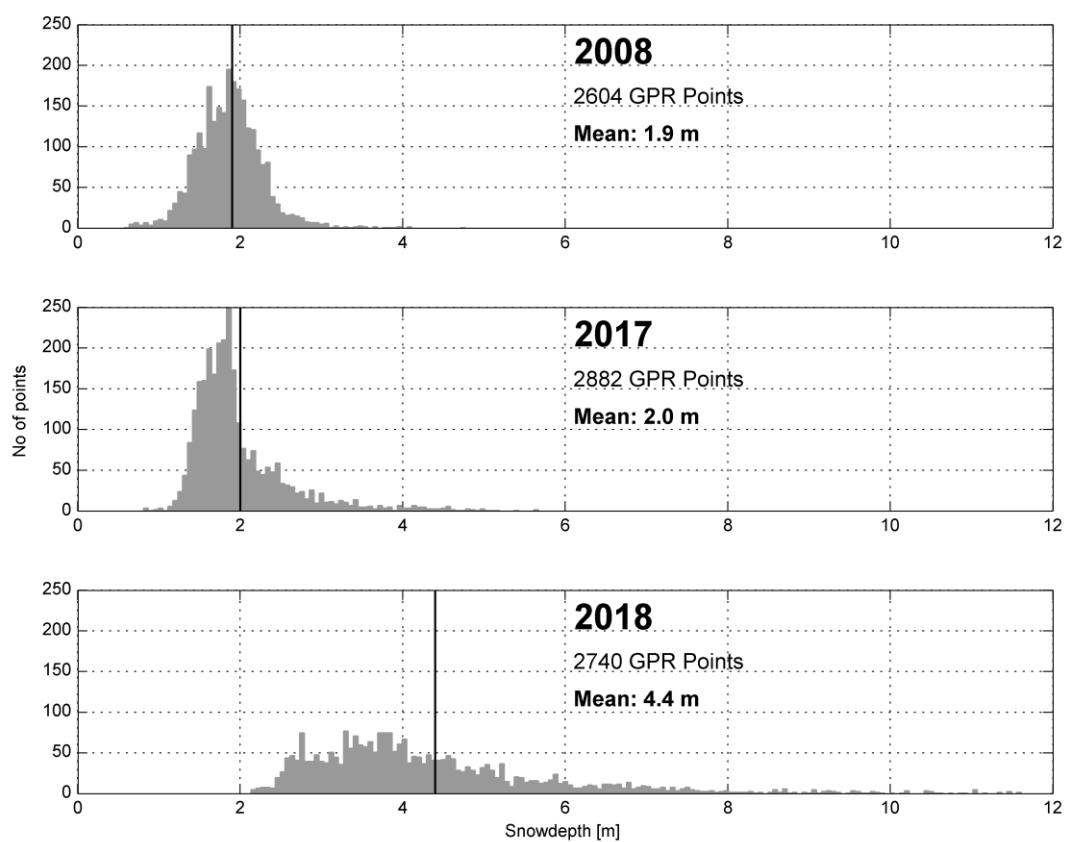 250
200
150
100
50
0
0 2 4 6 8 10 12
2008
2604 GPR Points
Mean: 1.9 m
No of points
250
200
150
100
50
0
0 2 4 6 8 10 12
2017
2882 GPR Points
Mean: 2.0 m
250
200
150
100
50
0
0 2 4 6 8 10 12
2018
2740 GPR Points
Mean: 4.4 m
Snowdepth [m]